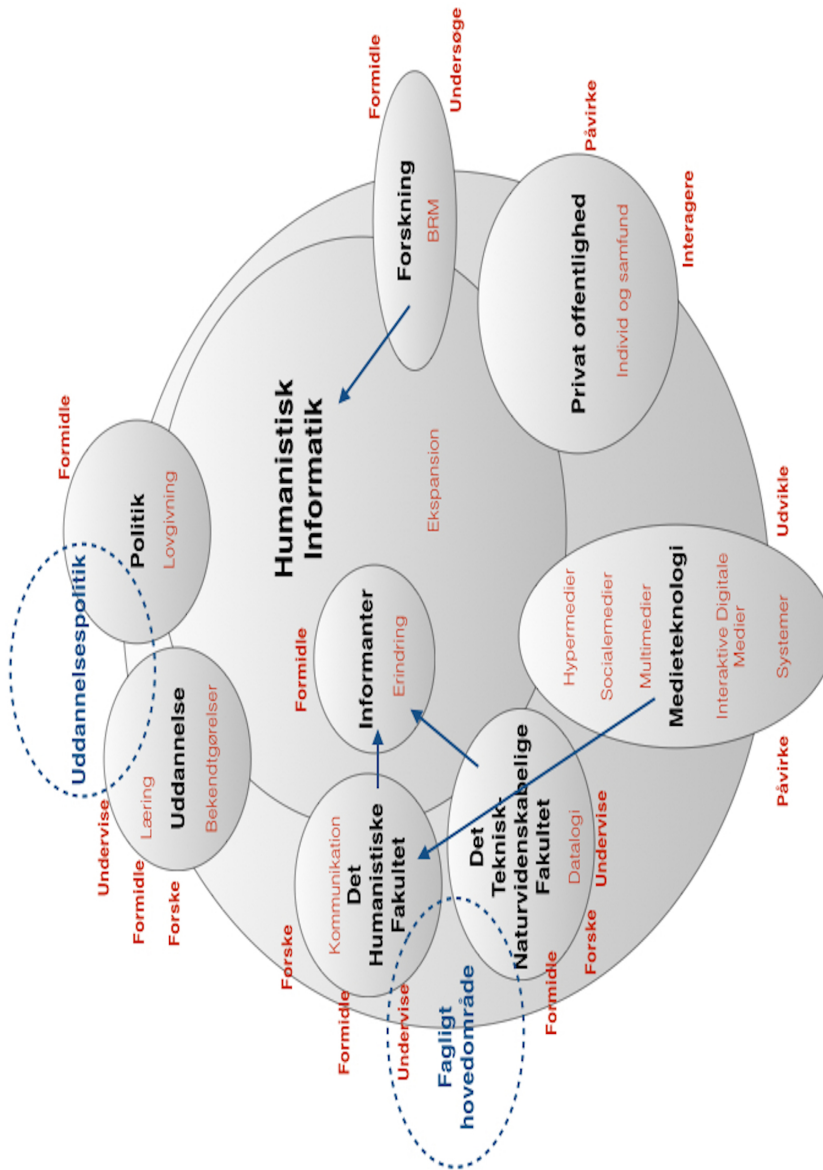 Uddannelsespolitik
Undervise
Formidle
Forske
Læring
Uddannelse
Bekendtgørelser
Formidle
Politik
Lovgivning
Forske
Formidle
Undervise
Kommunikation
Det
Humanistiske
Fakultet
Formidle
Informanter
Erindring
Humanistisk
Informatik
Ekspansion
Formidle
Undersøge
Forskning
BRM
Fagligt
hovedområde
Det
Teknisk-
Naturvidenskabelige
Fakultet
Datalogi
Formidle
Forske
Undervise
Hypermedier
Socialemedier
Multimedier
Medieteknologi
Interaktive Digitale
Medier
Systemer
Påvirke
Udvikle
Privat offentlighed
Individ og samfund
Påvirke
Interagere